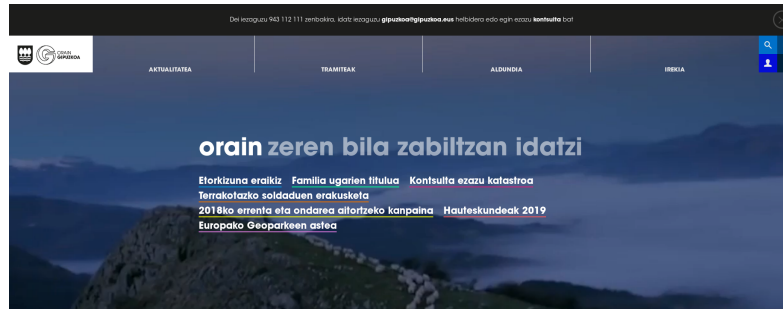 Dei iezaguzu 943 112 111 zenbakira, idatz iezaguzu gipuzkoa@gipuzkoa.eus helbidera edo egin ezazu kontsulta bat
ORAIN
GIPUZKOA
AKTUALITATEA TRAMITEAK ALDUNDIA IREKIA
orain zeren bila zabiltzan idatzi
Etorkizuna eraikiz Familia ugarien titulua Kontsulta ezazu katastroa
Terrakotazko soldaduen erakusketa
2018ko errenta eta ondarea aitortzeko kanpaina Hauteskundeak 2019
Europako Geoparkeen astea